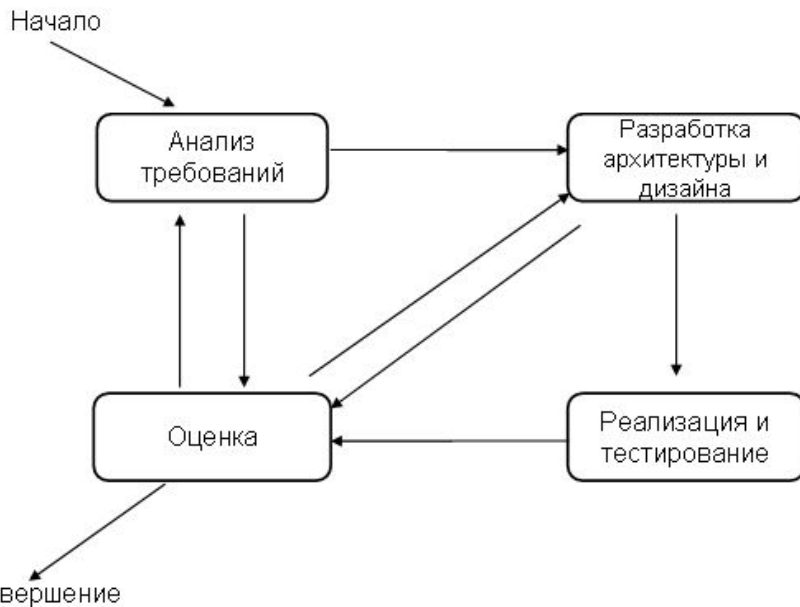 Начало
Анализ
требований
Разработка
архитектуры и
дизайна
Оценка
Реализация и
тестирование
вершение